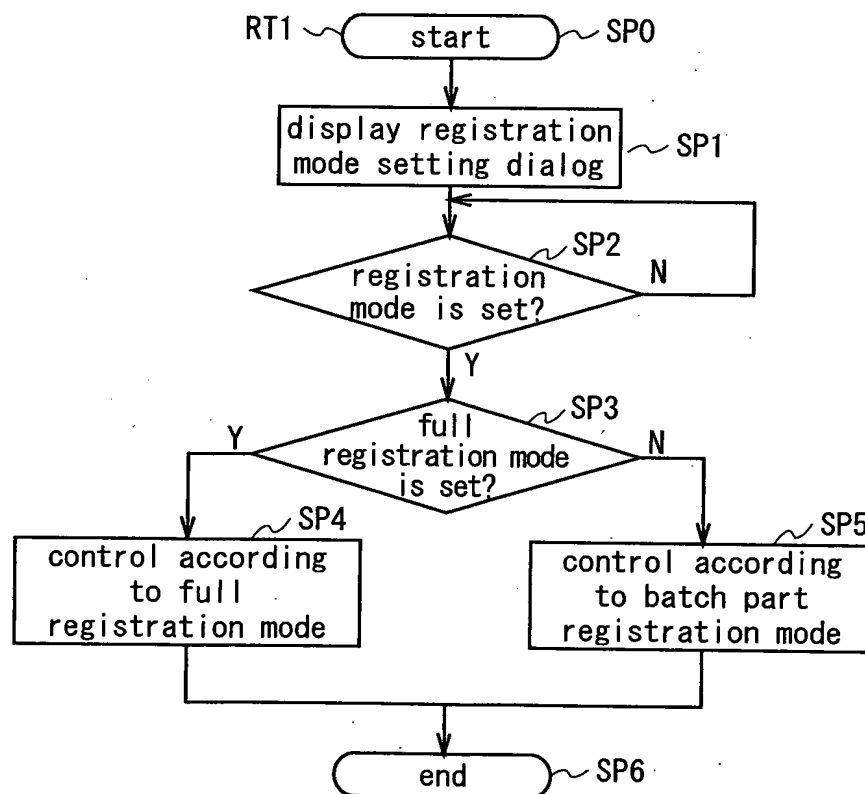 RT1
start
SP0
display registration
mode setting dialog
SP1
SP2
registration
mode is set?
N
Y
SP3
full
registration mode
is set?
Y
N
SP4
control according
to full
registration mode
SP5
control according
to batch part
registration mode
end
SP6